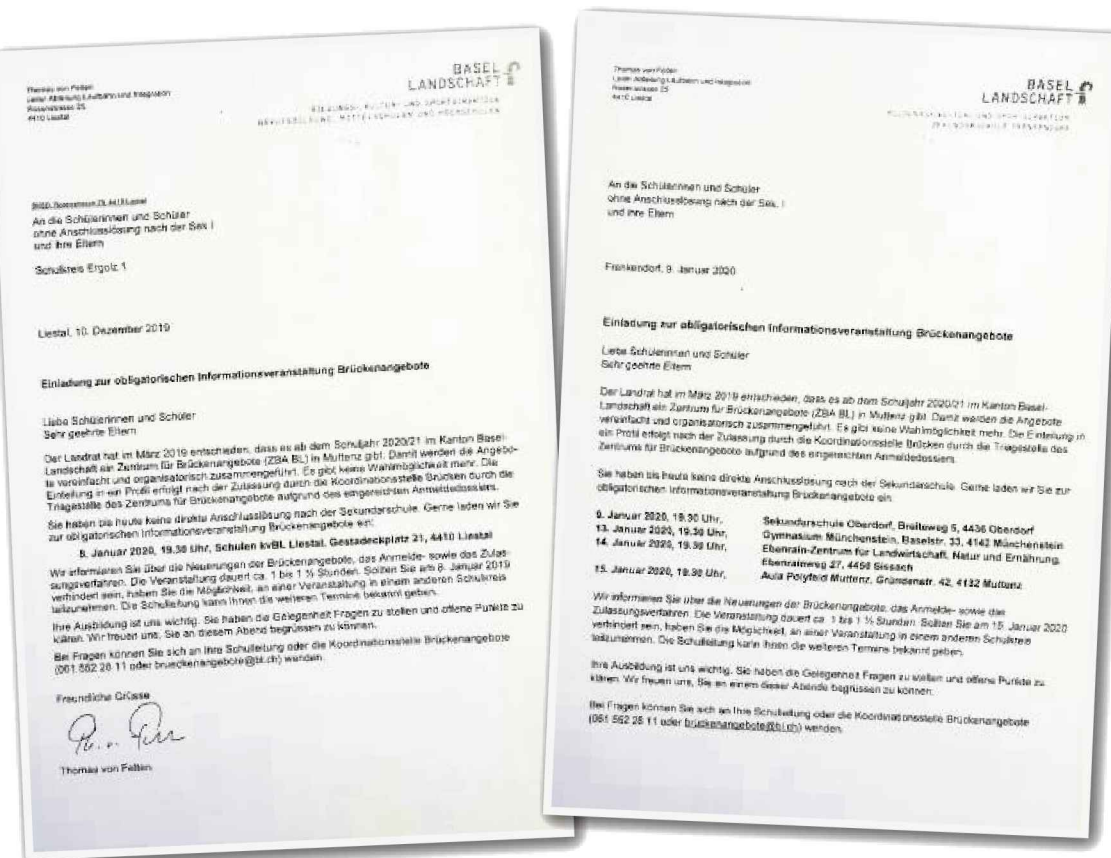 Thomas von Felten
Leiter Abteilung Laufbahn und Integration
Rosenstrasse 25
4410 Liestal
BASEL
LANDSCHAFT
BILDUNGS-, KULTUR- UND SPORTDIREKTION
BERUFSBILDUNG, MITTELSCHULEN UND HOCHSCHULEN
An die Schülerinnen und Schüler
ohne Anschlusslösung nach der Sek I
und ihre Eltern
Schulkreis Ergolz 1
Liestal, 10. Dezember 2019
Einladung zur obligatorischen Informationsveranstaltung Brückenangebote
Liebe Schülerinnen und Schüler
Sehr geehrte Eltern
Der Landrat hat im März 2019 entschieden, dass es ab dem Schuljahr 2020/21 im Kanton Basel-
Landschaft ein Zentrum für Brückenangebote (ZBA BL) in Muttenz gibt. Damit werden die Angebo-
te vereinfacht und organisatorisch zusammengeführt. Es gibt keine Wahlmöglichkeit mehr. Die
Einteilung in ein Profil erfolgt nach der Zulassung durch die Koordinationsstelle Brücken durch die
Triagestelle des Zentrums für Brückenangebote aufgrund des eingereichten Anmeldedossiers.
Sie haben bis heute keine direkte Anschlusslösung nach der Sekundarschule. Gerne laden wir Sie
zur obligatorischen Informationsveranstaltung Brückenangebote ein:
8. Januar 2020, 19.30 Uhr, Schulen kvBL Liestal, Gestadeckplatz 21, 4410 Liestal
Wir informieren Sie über die Neuerungen der Brückenangebote, das Anmelde- sowie das Zulas-
sungsverfahren. Die Veranstaltung dauert ca. 1 bis 1 ½ Stunden. Sollten Sie am 8. Januar 2019
verhindert sein, haben Sie die Möglichkeit, an einer Veranstaltung in einem anderen Schulkreis
teilzunehmen. Die Schulleitung kann Ihnen die weiteren Termine bekannt geben.
Ihre Ausbildung ist uns wichtig. Sie haben die Gelegenheit Fragen zu stellen und offene Punkte zu
klären. Wir freuen uns, Sie an diesem Abend begrüssen zu können.
Bei Fragen können Sie sich an Ihre Schulleitung oder die Koordinationsstelle Brückenangebote
(061 552 28 11 oder brueckenangebote@bl.ch) wenden.
Freundliche Grüsse
Thomas von Felten
Thomas von Felten
Leiter Abteilung Laufbahn und Integration
Rosenstrasse 25
4410 Liestal
BASEL
LANDSCHAFT
BILDUNGS-, KULTUR- UND SPORTDIREKTION
SEKUNDARSCHULE FRENKENDORF
An die Schülerinnen und Schüler
ohne Anschlusslösung nach der Sek. I
und ihre Eltern
Frenkendorf, 9. Januar 2020
Einladung zur obligatorischen Informationsveranstaltung Brückenangebote
Liebe Schülerinnen und Schüler
Sehr geehrte Eltern
Der Landrat hat im März 2019 entschieden, dass es ab dem Schuljahr 2020/21 im Kanton Basel-
Landschaft ein Zentrum für Brückenangebote (ZBA BL) in Muttenz gibt. Damit werden die Angebote
vereinfacht und organisatorisch zusammengeführt. Es gibt keine Wahlmöglichkeit mehr. Die Einteilung in
ein Profil erfolgt nach der Zulassung durch die Koordinationsstelle Brücken durch die Triagestelle des
Zentrums für Brückenangebote aufgrund des eingereichten Anmeldedossiers.
Sie haben bis heute keine direkte Anschlusslösung nach der Sekundarschule. Gerne laden wir Sie zur
obligatorischen Informationsveranstaltung Brückenangebote ein:
9. Januar 2020, 19.30 Uhr, Sekundarschule Oberdorf, Breiteweg 5, 4436 Oberdorf
13. Januar 2020, 19.30 Uhr, Gymnasium Münchenstein, Baselstr. 33, 4142 Münchenstein
14. Januar 2020, 19.30 Uhr, Ebenrain-Zentrum für Landwirtschaft, Natur und Ernährung,
Ebenrainweg 27, 4450 Sissach
15. Januar 2020, 19.30 Uhr, Aula Polyfeld Muttenz, Gründenstr. 42, 4132 Muttenz
Wir informieren Sie über die Neuerungen der Brückenangebote, das Anmelde- sowie das
Zulassungsverfahren. Die Veranstaltung dauert ca. 1 bis 1 ½ Stunden. Sollten Sie am 15. Januar 2020
verhindert sein, haben Sie die Möglichkeit, an einer Veranstaltung in einem anderen Schulkreis
teilzunehmen. Die Schulleitung kann Ihnen die weiteren Termine bekannt geben.
Ihre Ausbildung ist uns wichtig. Sie haben die Gelegenheit Fragen zu stellen und offene Punkte zu
klären. Wir freuen uns, Sie an einem dieser Abende begrüssen zu können.
Bei Fragen können Sie sich an Ihre Schulleitung oder die Koordinationsstelle Brückenangebote
(061 552 28 11 oder brückenangebote@bl.ch) wenden.